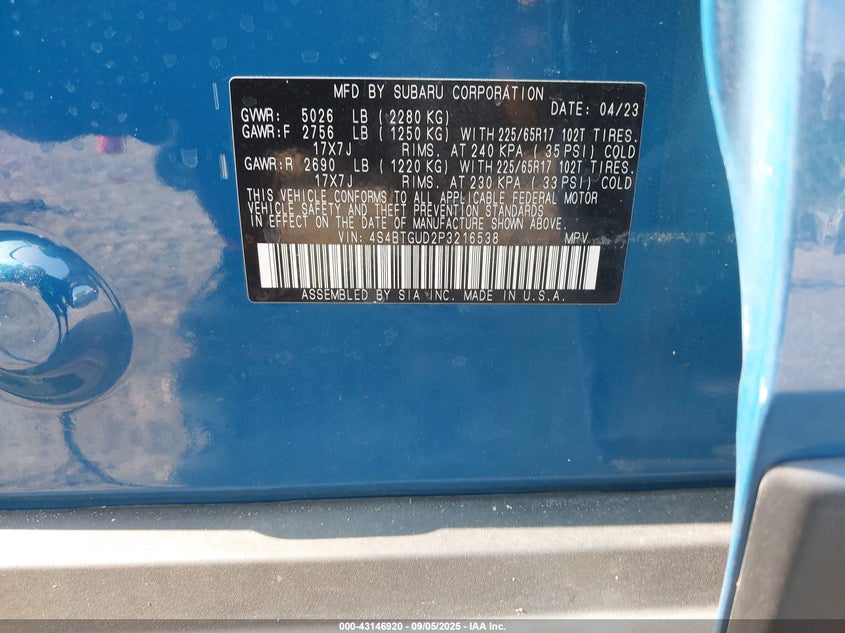 MFD BY SUBARU CORPORATION
DATE: 04/23
GVWR: 5026 LB (2280 KG)
GAWR:F 2756 LB (1250 KG) WITH 225/65R17 102T TIRES.
17X7J RIMS. AT 240 KPA (35 PSI) COLD
GAWR:R 2690 LB (1220 KG) WITH 225/65R17 102T TIRES.
17X7J RIMS. AT 230 KPA (33 PSI) COLD
THIS VEHICLE CONFORMS TO ALL APPLICABLE FEDERAL MOTOR
VEHICLE SAFETY AND THEFT PREVENTION STANDARDS
IN EFFECT ON THE DATE OF MANUFACTURE SHOWN ABOVE.
VIN: 4S4BTGUD2P3216538 MPV
ASSEMBLED BY SIA INC. MADE IN U.S.A.
000-43146920 - 09/05/2025 - IAA Inc.